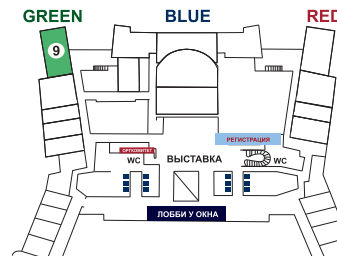 GREEN BLUE RED
9
РЕГИСТРАЦИЯ
ОРГКОМИТЕТ
WC ВЫСТАВКА WC
ЛОББИ У ОКНА